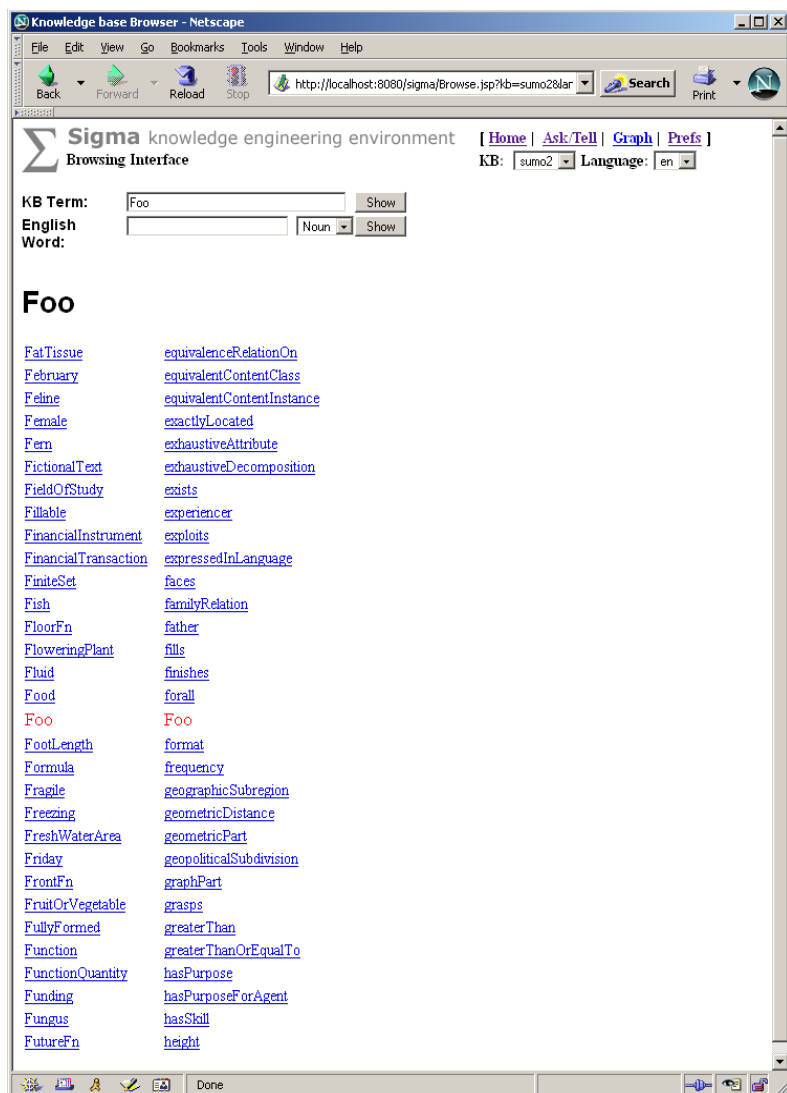 Knowledge base Browser - Netscape
File Edit View Go Bookmarks Tools Window Help
Back Forward Reload Stop http://localhost:8080/sigma/Browse.jsp?kb=sumo2&lar Search Print N
Σ Sigma knowledge engineering environment [ Home | Ask/Tell | Graph | Prefs ]
Browsing Interface KB: sumo2 Language: en
KB Term: Foo Show
English Word: Noun Show
Foo
FatTissue equivalenceRelationOn
February equivalentContentClass
Feline equivalentContentInstance
Female exactlyLocated
Fern exhaustiveAttribute
FictionalText exhaustiveDecomposition
FieldOfStudy exists
Fillable experiencer
FinancialInstrument exploits
FinancialTransaction expressedInLanguage
FiniteSet faces
Fish familyRelation
FloorFn father
FloweringPlant fills
Fluid finishes
Food forall
Foo Foo
FootLength format
Formula frequency
Fragile geographicSubregion
Freezing geometricDistance
FreshWaterArea geometricPart
Friday geopoliticalSubdivision
FrontFn graphPart
FruitOrVegetable grasps
FullyFormed greaterThan
Function greaterThanOrEqualTo
FunctionQuantity hasPurpose
Funding hasPurposeForAgent
Fungus hasSkill
FutureFn height
Done